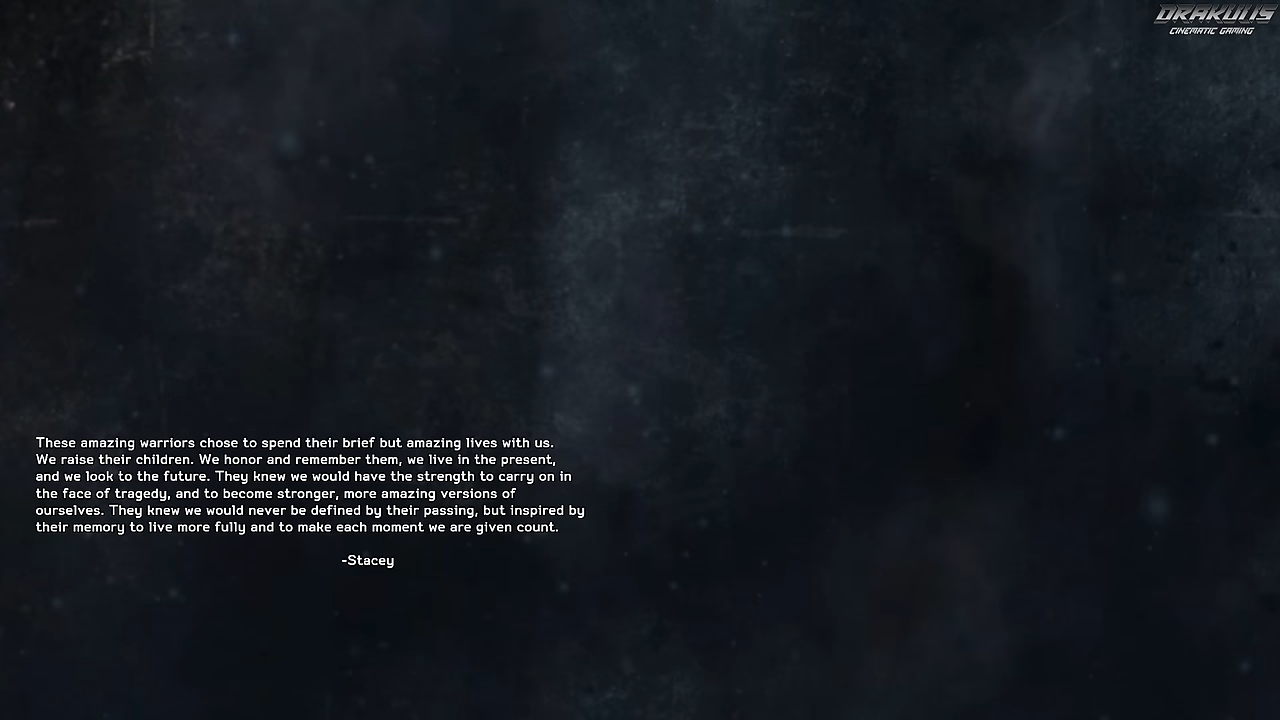 DRAKULIS
CINEMATIC GAMING
These amazing warriors chose to spend their brief but amazing lives with us.
We raise their children. We honor and remember them, we live in the present,
and we look to the future. They knew we would have the strength to carry on in
the face of tragedy, and to become stronger, more amazing versions of
ourselves. They knew we would never be defined by their passing, but inspired by
their memory to live more fully and to make each moment we are given count.
-Stacey